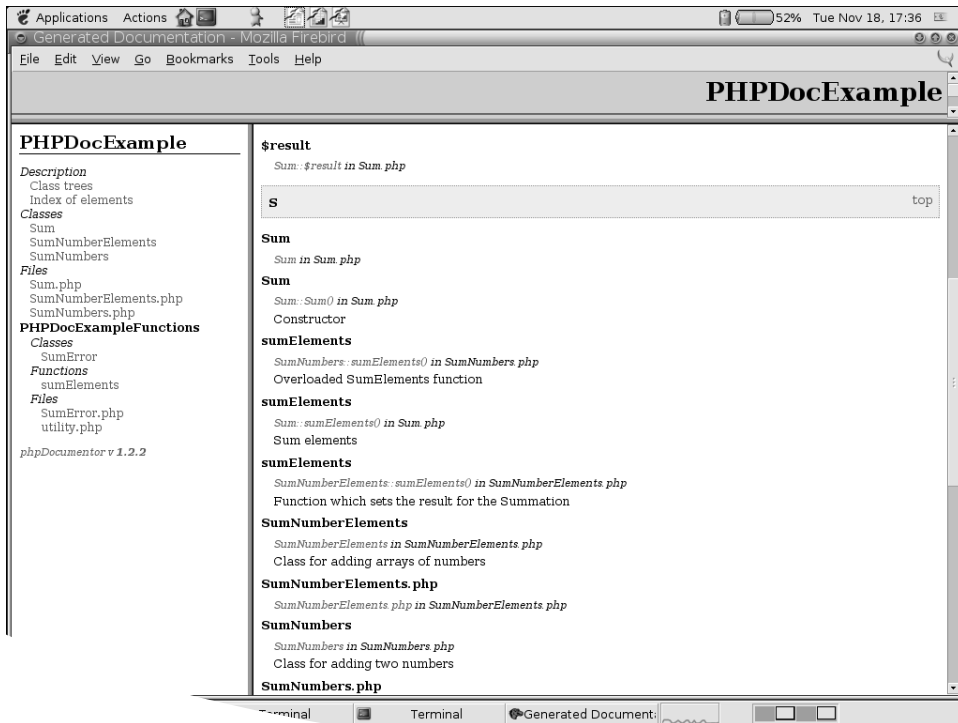 Applications Actions 52% Tue Nov 18, 17:36
Generated Documentation - Mozilla Firebird
File Edit View Go Bookmarks Tools Help
PHPDocExample
PHPDocExample
Description
Class trees
Index of elements
Classes
Sum
SumNumberElements
SumNumbers
Files
Sum.php
SumNumberElements.php
SumNumbers.php
PHPDocExampleFunctions
Classes
SumError
Functions
sumElements
Files
SumError.php
utility.php
phpDocumentor v 1.2.2
$result
Sum::$result in Sum.php
s top
Sum
Sum in Sum.php
Sum
Sum::Sum() in Sum.php
Constructor
sumElements
SumNumbers::sumElements() in SumNumbers.php
Overloaded SumElements function
sumElements
Sum::sumElements() in Sum.php
Sum elements
sumElements
SumNumberElements::sumElements() in SumNumberElements.php
Function which sets the result for the Summation
SumNumberElements
SumNumberElements in SumNumberElements.php
Class for adding arrays of numbers
SumNumberElements.php
SumNumberElements.php in SumNumberElements.php
SumNumbers
SumNumbers in SumNumbers.php
Class for adding two numbers
SumNumbers.php
Terminal Terminal Generated Document